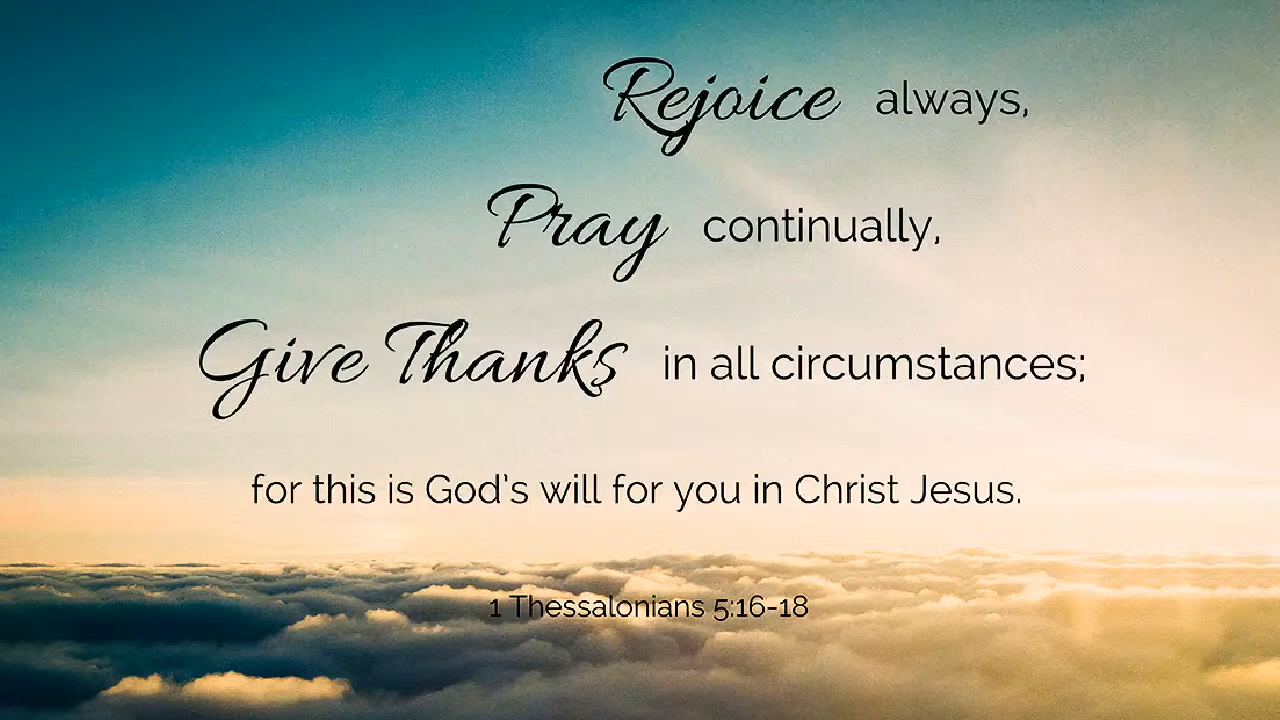 Rejoice always,
Pray continually,
Give Thanks in all circumstances;
for this is God's will for you in Christ Jesus.
1 Thessalonians 5:16-18